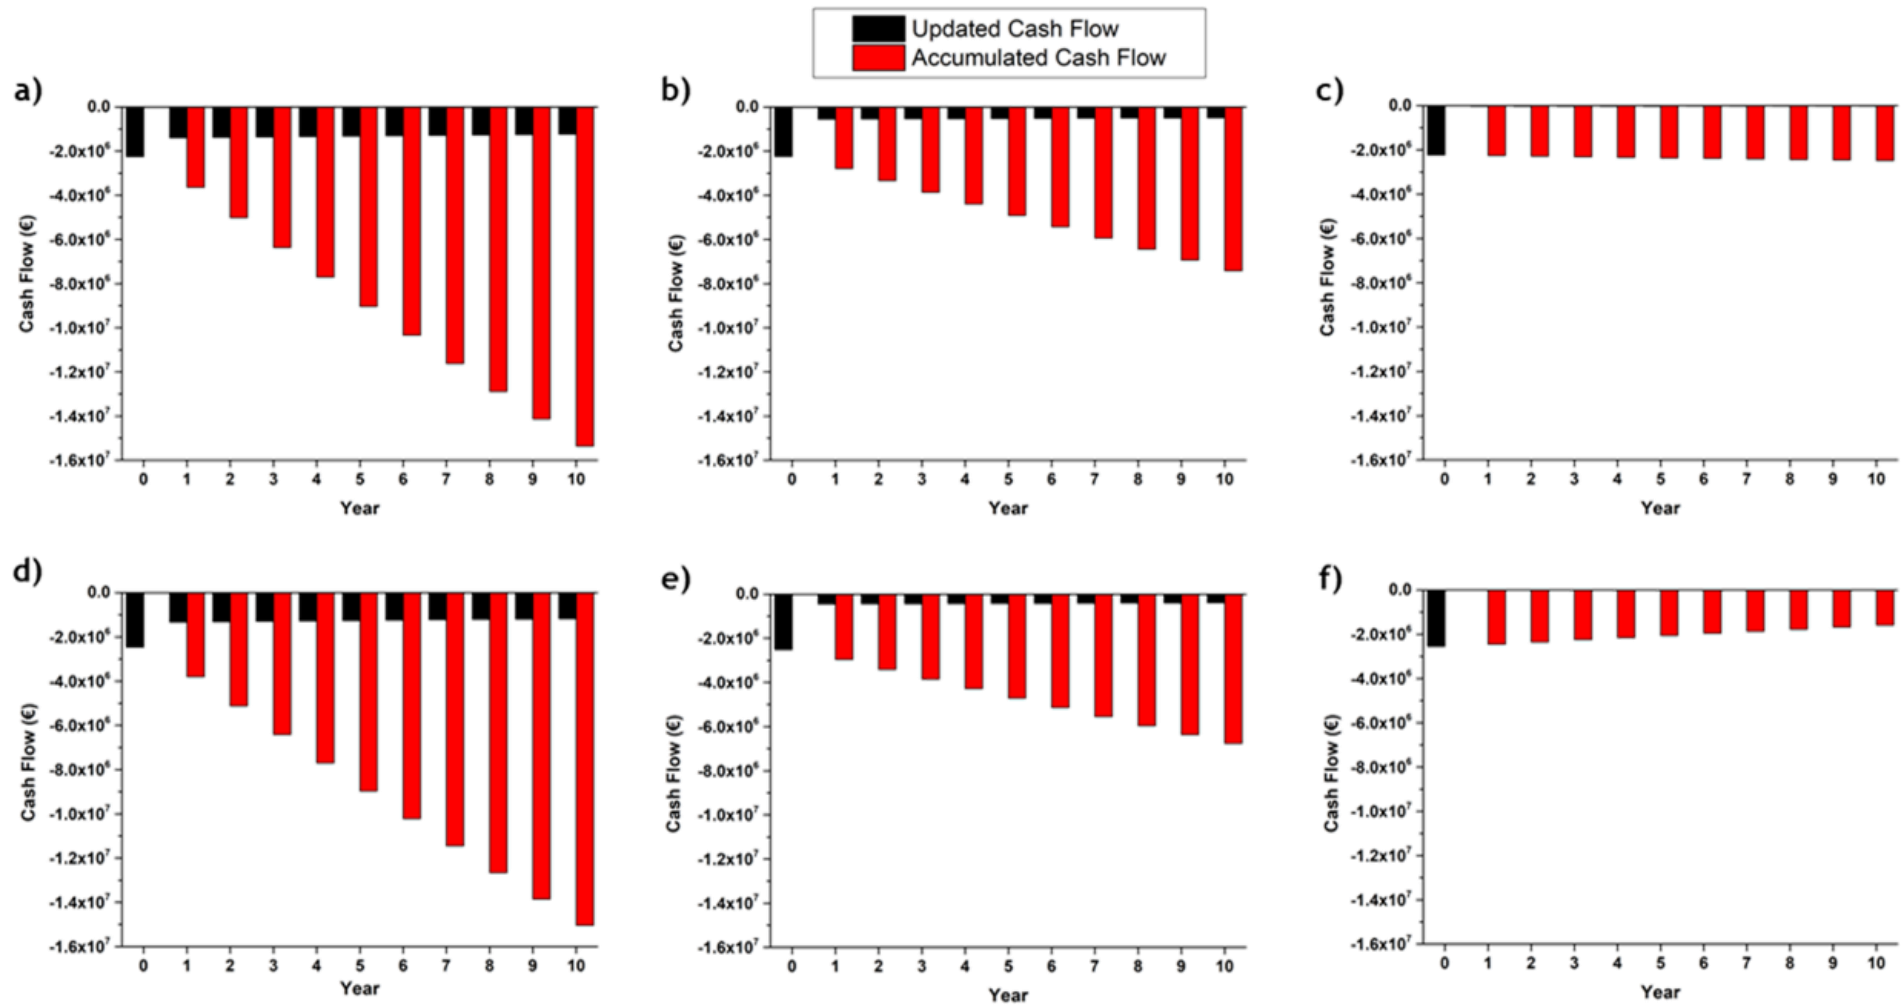 Updated Cash Flow
Accumulated Cash Flow
a)
0.0
-2.0x10⁶
-4.0x10⁶
-6.0x10⁶
-8.0x10⁶
-1.0x10⁷
-1.2x10⁷
-1.4x10⁷
-1.6x10⁷
Cash Flow (€)
0 1 2 3 4 5 6 7 8 9 10
Year
b)
0.0
-2.0x10⁶
-4.0x10⁶
-6.0x10⁶
-8.0x10⁶
-1.0x10⁷
-1.2x10⁷
-1.4x10⁷
-1.6x10⁷
Cash Flow (€)
0 1 2 3 4 5 6 7 8 9 10
Year
c)
0.0
-2.0x10⁶
-4.0x10⁶
-6.0x10⁶
-8.0x10⁶
-1.0x10⁷
-1.2x10⁷
-1.4x10⁷
-1.6x10⁷
Cash Flow (€)
0 1 2 3 4 5 6 7 8 9 10
Year
d)
0.0
-2.0x10⁶
-4.0x10⁶
-6.0x10⁶
-8.0x10⁶
-1.0x10⁷
-1.2x10⁷
-1.4x10⁷
-1.6x10⁷
Cash Flow (€)
0 1 2 3 4 5 6 7 8 9 10
Year
e)
0.0
-2.0x10⁶
-4.0x10⁶
-6.0x10⁶
-8.0x10⁶
-1.0x10⁷
-1.2x10⁷
-1.4x10⁷
-1.6x10⁷
Cash Flow (€)
0 1 2 3 4 5 6 7 8 9 10
Year
f)
0.0
-2.0x10⁶
-4.0x10⁶
-6.0x10⁶
-8.0x10⁶
-1.0x10⁷
-1.2x10⁷
-1.4x10⁷
-1.6x10⁷
Cash Flow (€)
0 1 2 3 4 5 6 7 8 9 10
Year